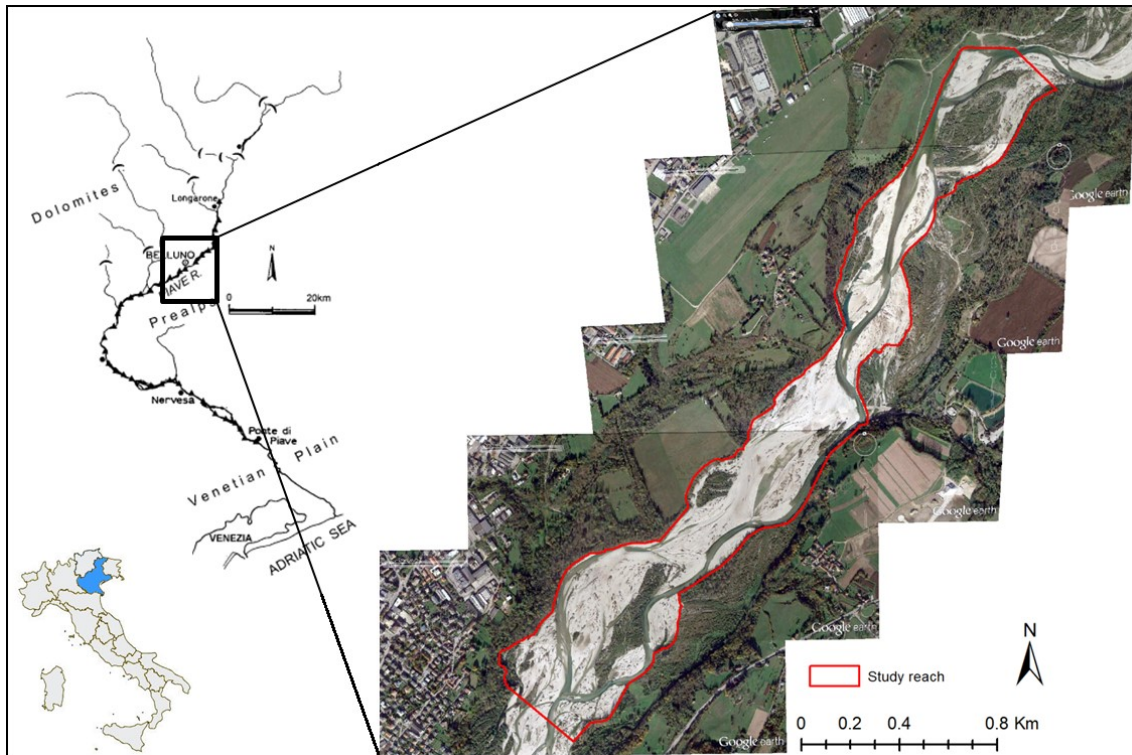 Dolomites
Longarone
BELLUNO
IAVE R.
Prealps
N
0 20km
Nervesa
Ponte di
Piave
Venetian Plain
VENEZIA
ADRIATIC SEA
Google earth
Google earth
Google earth
Google earth
Google earth
Study reach
N
0 0.2 0.4 0.8 Km